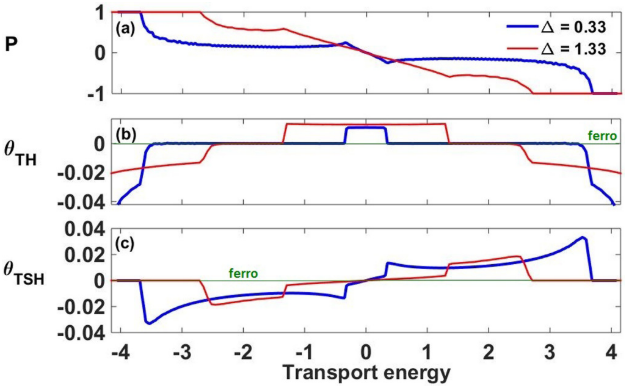 1
(a)
Δ = 0.33
P
0
Δ = 1.33
-1
(b)
0
ferro
θTH
-0.02
-0.04
0.04
(c)
0.02
ferro
θTSH
0
-0.02
-0.04
-4 -3 -2 -1 0 1 2 3 4
Transport energy